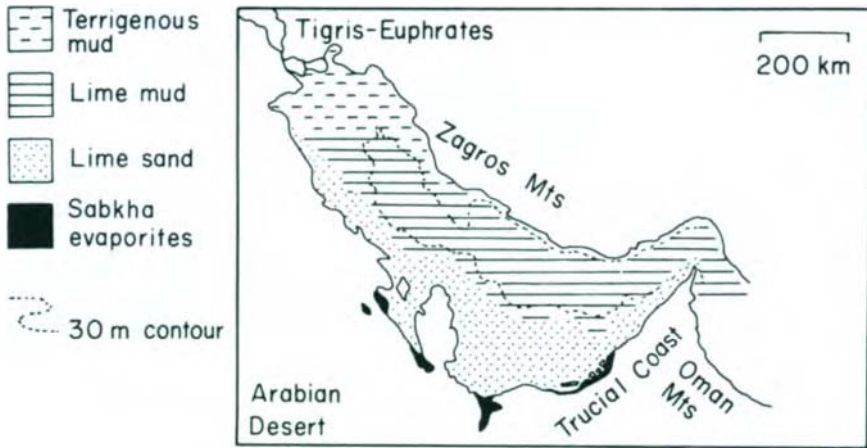 Terrigenous
mud
Lime mud
Lime sand
Sabkha
evaporites
30 m contour
Tigris-Euphrates
200 km
Zagros Mts
Arabian
Desert
Trucial Coast
Oman
Mts